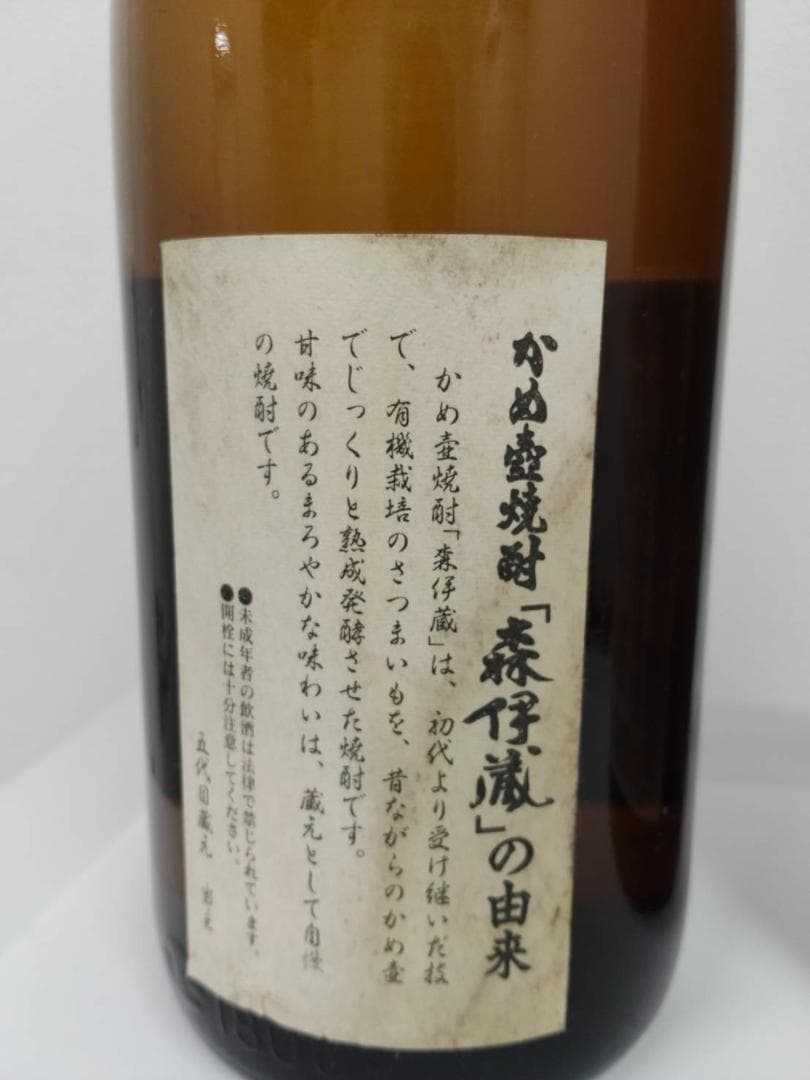 かめ壺焼酎「森伊蔵」の由来
かめ壺焼酎「森伊蔵」は、初代より受け継いだ技
で、有機栽培のさつまいもを、昔ながらのかめ壺
でじっくりと熟成発酵させた焼酎です。
甘味のあるまろやかな味わいは、蔵元として自慢
の焼酎です。
●未成年者の飲酒は法律で禁じられています。
●開栓には十分注意してください。
五代目蔵元